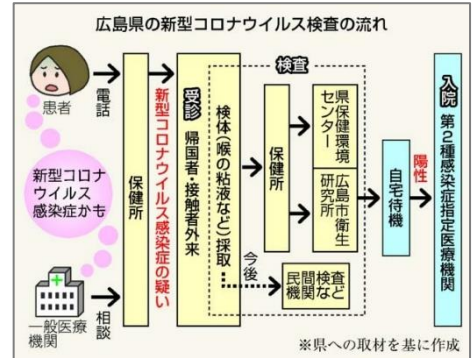 広島県の新型コロナウイルス検査の流れ
患者
新型コロナ
ウイルス
感染症かも
一般医療
機関
電話
相談
保健所
新型コロナウイルス感染症の疑い
受診
帰国者・接触者外来
検体(喉の粘液など)採取
検査
保健所
県保健環境
センター
広島市衛生
研究所
今後
民間検査
機関など
自宅待機
陽性
入院
第2種感染症指定医療機関
※県への取材を基に作成